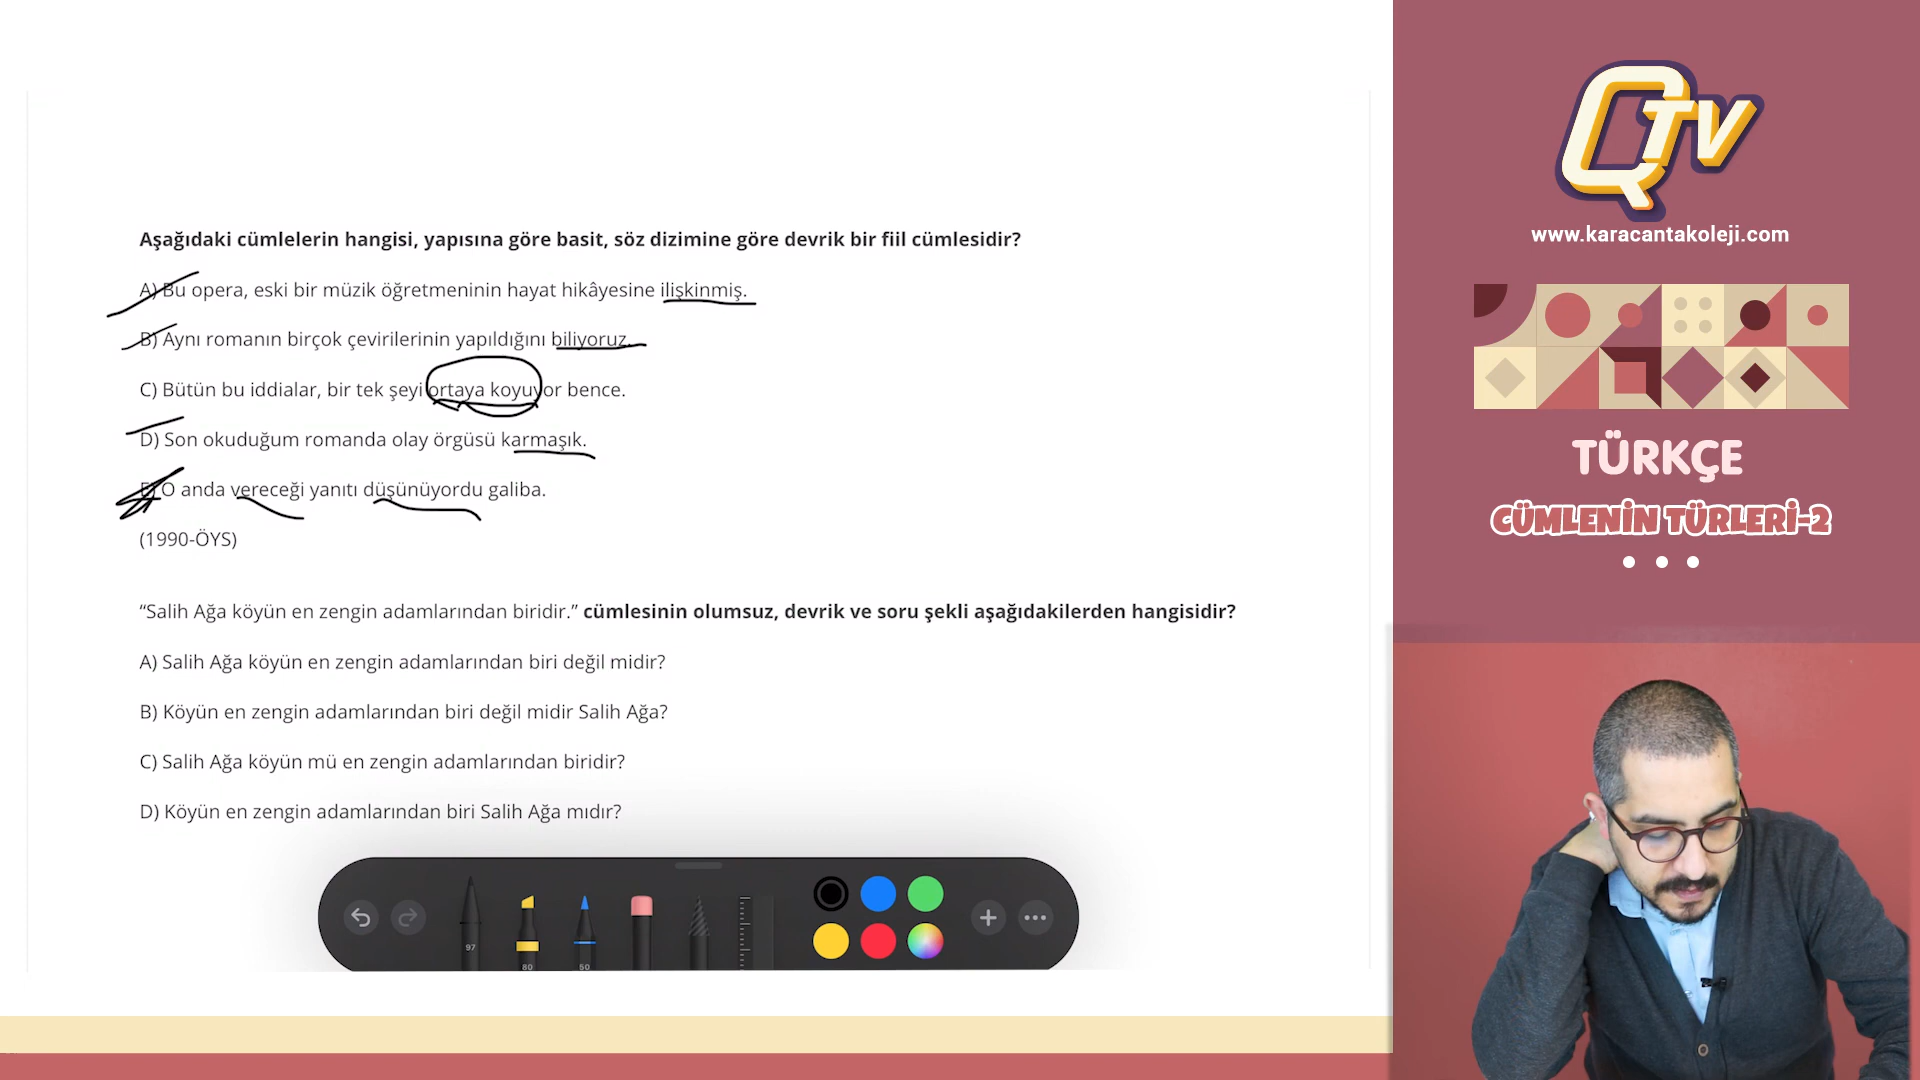 Aşağıdaki cümlelerin hangisi, yapısına göre basit, söz dizimine göre devrik bir fiil cümlesidir?
A) Bu opera, eski bir müzik öğretmeninin hayat hikâyesine ilişkinmiş.
B) Aynı romanın birçok çevirilerinin yapıldığını biliyoruz.
C) Bütün bu iddialar, bir tek şeyi ortaya koyuyor bence.
D) Son okuduğum romanda olay örgüsü karmaşık.
E) O anda vereceği yanıtı düşünüyordu galiba.
(1990-ÖYS)
“Salih Ağa köyün en zengin adamlarından biridir.” cümlesinin olumsuz, devrik ve soru şekli aşağıdakilerden hangisidir?
A) Salih Ağa köyün en zengin adamlarından biri değil midir?
B) Köyün en zengin adamlarından biri değil midir Salih Ağa?
C) Salih Ağa köyün mü en zengin adamlarından biridir?
D) Köyün en zengin adamlarından biri Salih Ağa mıdır?
97
80
50
QTV
www.karacantakoleji.com
TÜRKÇE
CÜMLENİN TÜRLERİ-2